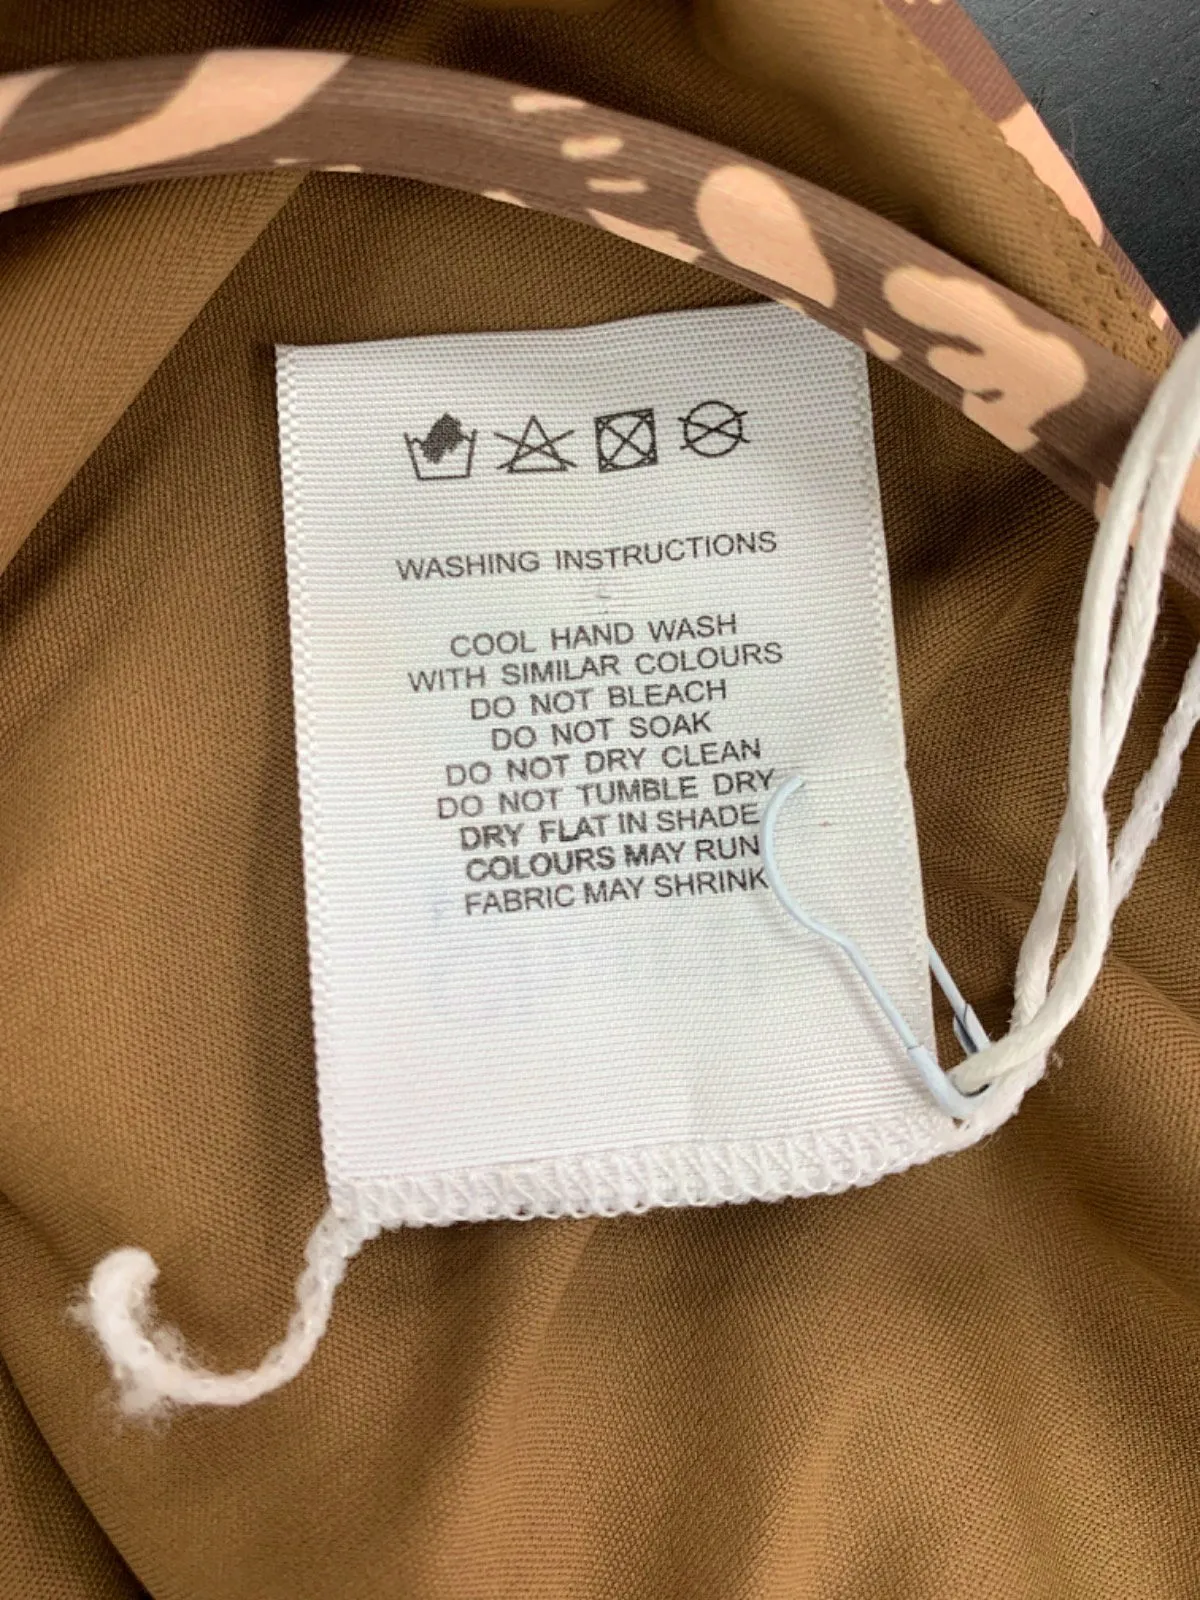 WASHING INSTRUCTIONS
COOL HAND WASH
WITH SIMILAR COLOURS
DO NOT BLEACH
DO NOT SOAK
DO NOT DRY CLEAN
DO NOT TUMBLE DRY
DRY FLAT IN SHADE
COLOURS MAY RUN
FABRIC MAY SHRINK